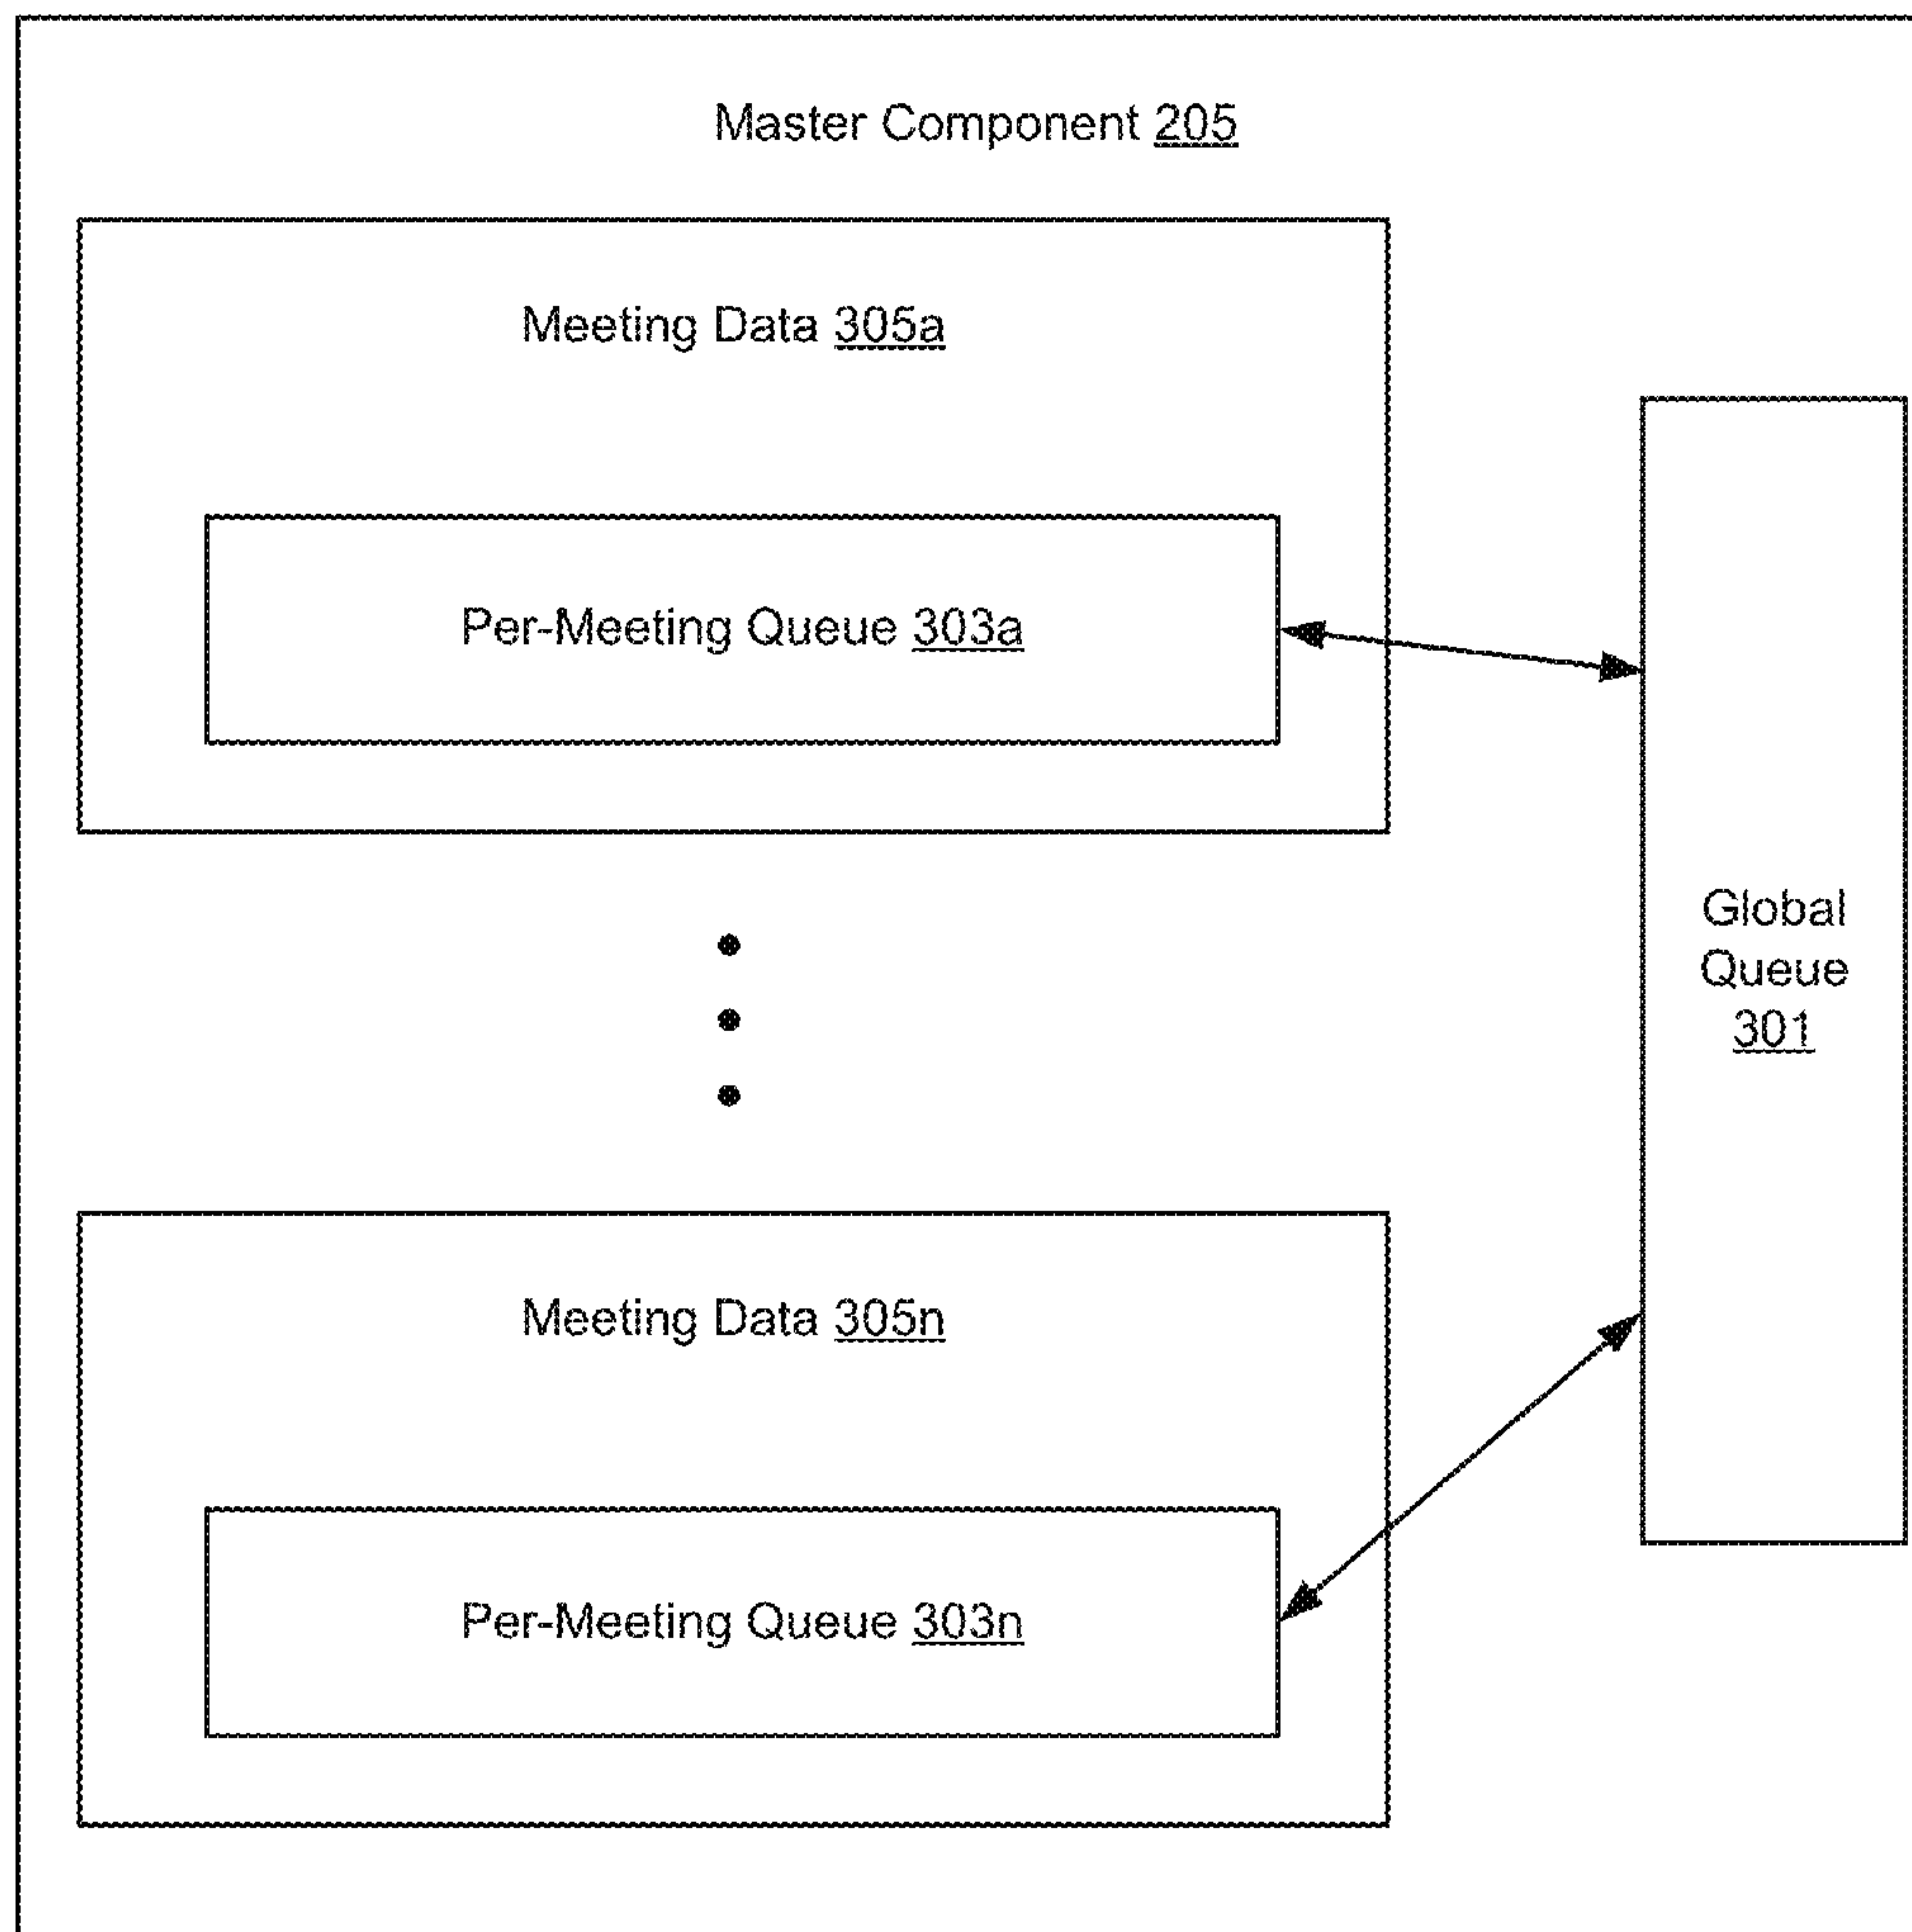 Master Component 205
Meeting Data 305a
Per-Meeting Queue 303a
Global
Queue
301
Meeting Data 305n
Per-Meeting Queue 303n